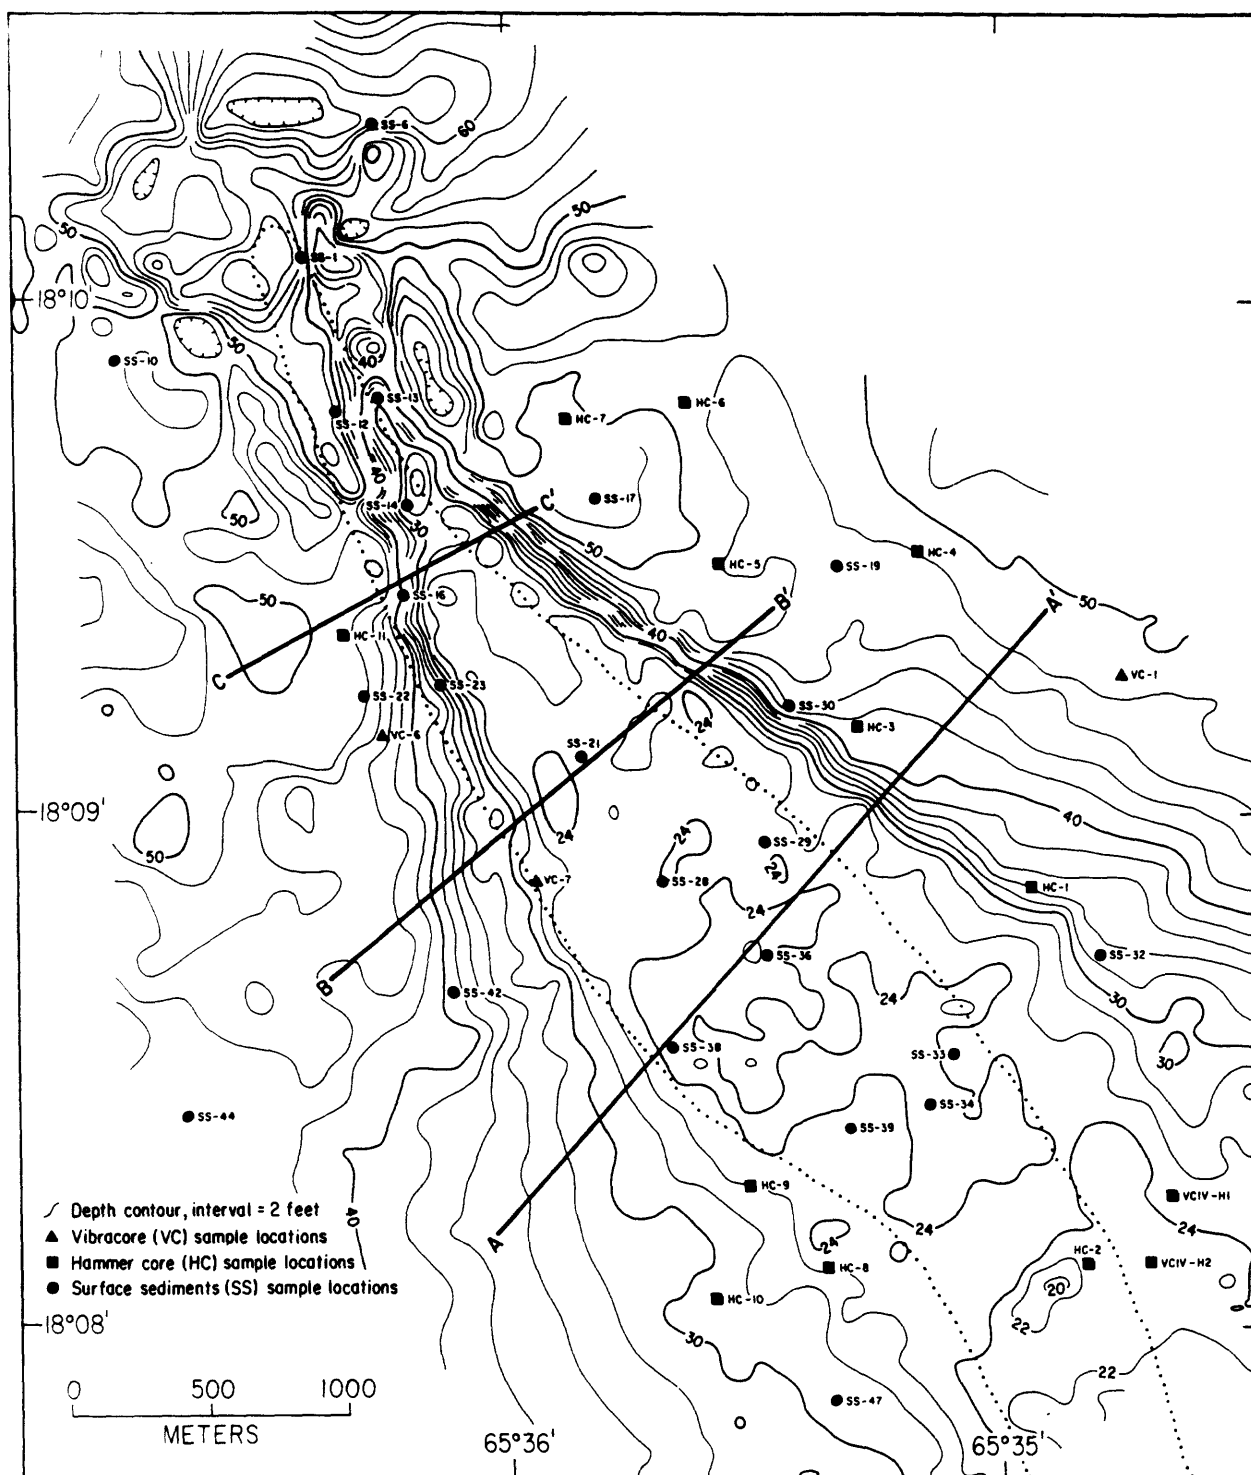 SS-6
60
50
50
SS-1
18°10'
50
40
SS-10
SS-13
SS-12
HC-7
HC-6
40
50
SS-14
30
C'
SS-17
50
HC-5
SS-19
HC-4
50
SS-16
B'
A'
50
HC-11
40
C
SS-22
SS-23
SS-30
VC-1
24
HC-3
VC-6
SS-21
18°09'
24
24
40
50
SS-29
24
VC-7
SS-28
HC-1
24
SS-36
SS-32
B
SS-42
24
30
SS-38
SS-33
30
SS-44
SS-34
SS-39
HC-9
VCIV-H1
Depth contour, interval = 2 feet
40
24
24
Vibracore (VC) sample locations
A
24
Hammer core (HC) sample locations
HC-8
HC-2
VCIV-H2
Surface sediments (SS) sample locations
HC-10
20
18°08'
22
30
22
0 500 1000
METERS
SS-47
65°36'
65°35'